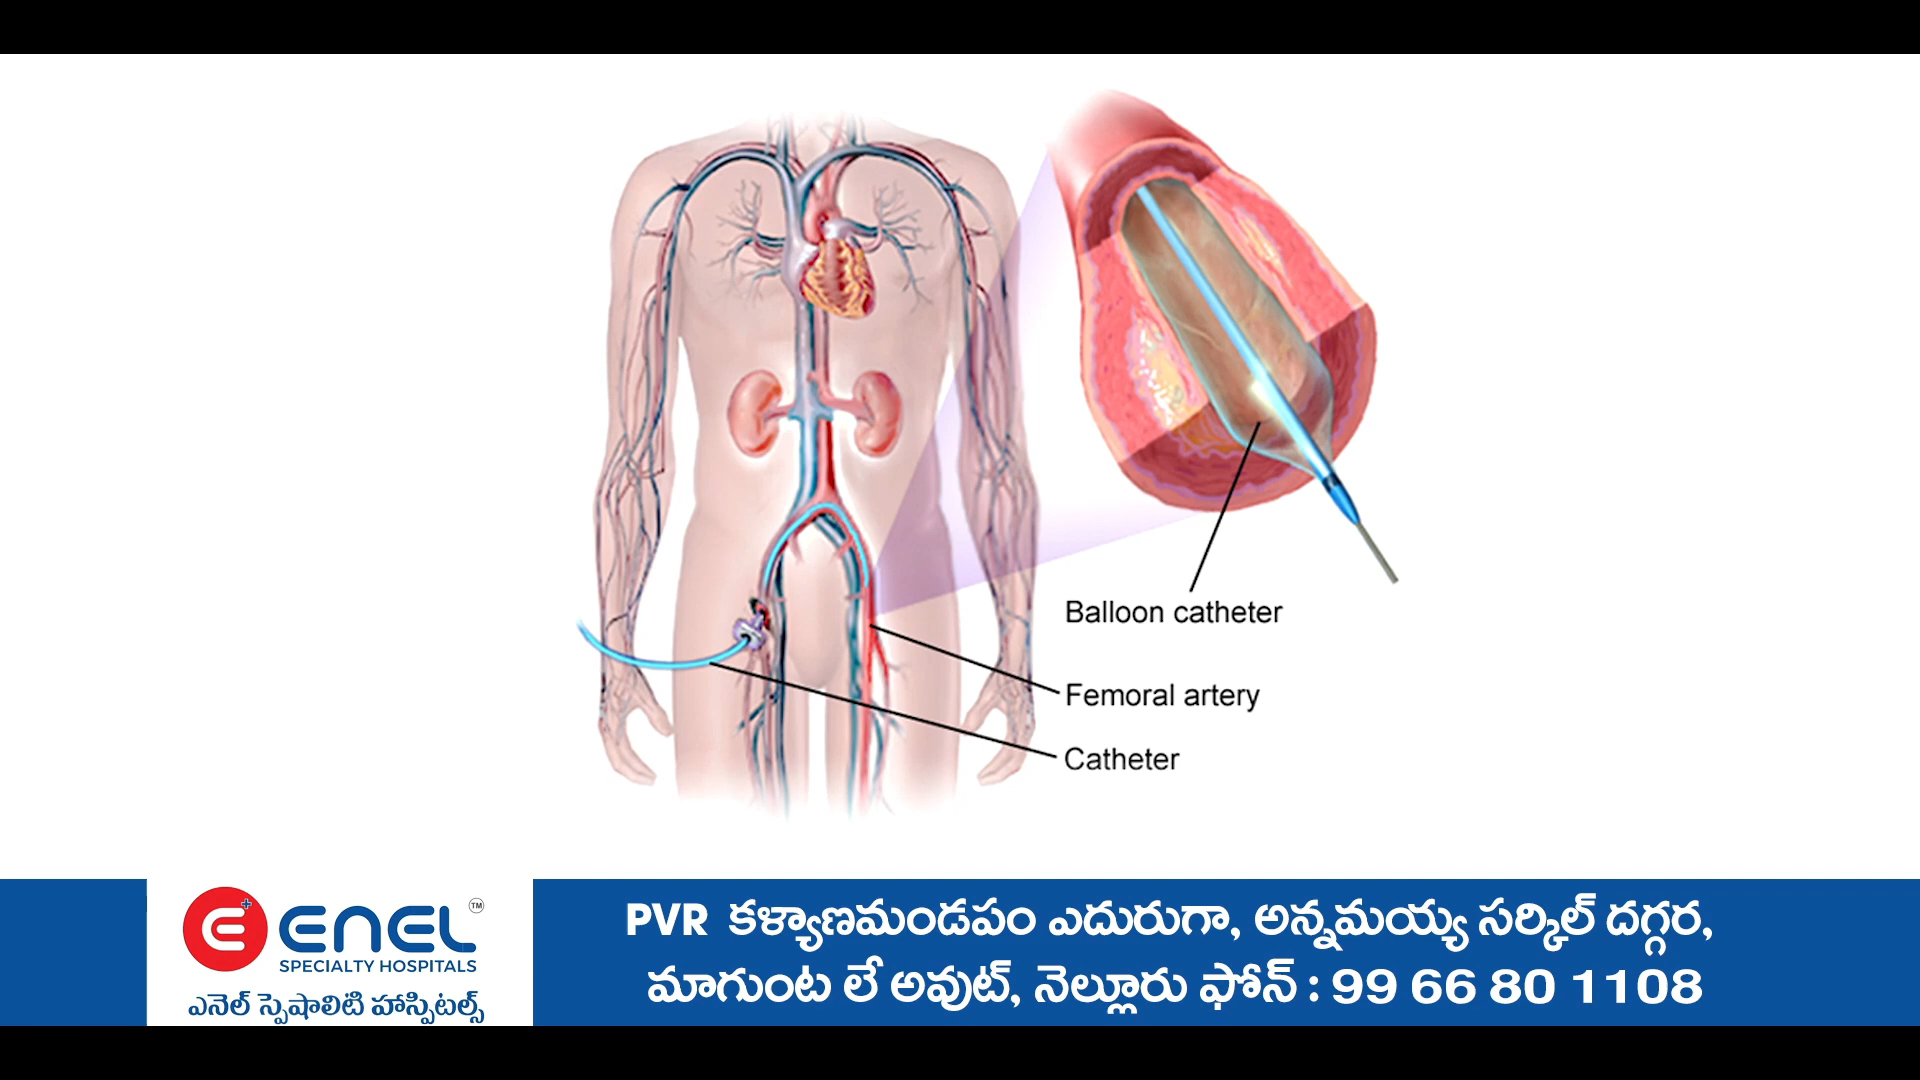 Balloon catheter
Femoral artery
Catheter
ENEL TM
SPECIALTY HOSPITALS
ఎనెల్ స్పెషాలిటి హాస్పిటల్స్
PVR కళ్యాణమండపం ఎదురుగా, అన్నమయ్య సర్కిల్ దగ్గర,
మాగుంట లే అవుట్, నెల్లూరు ఫోన్ : 99 66 80 1108